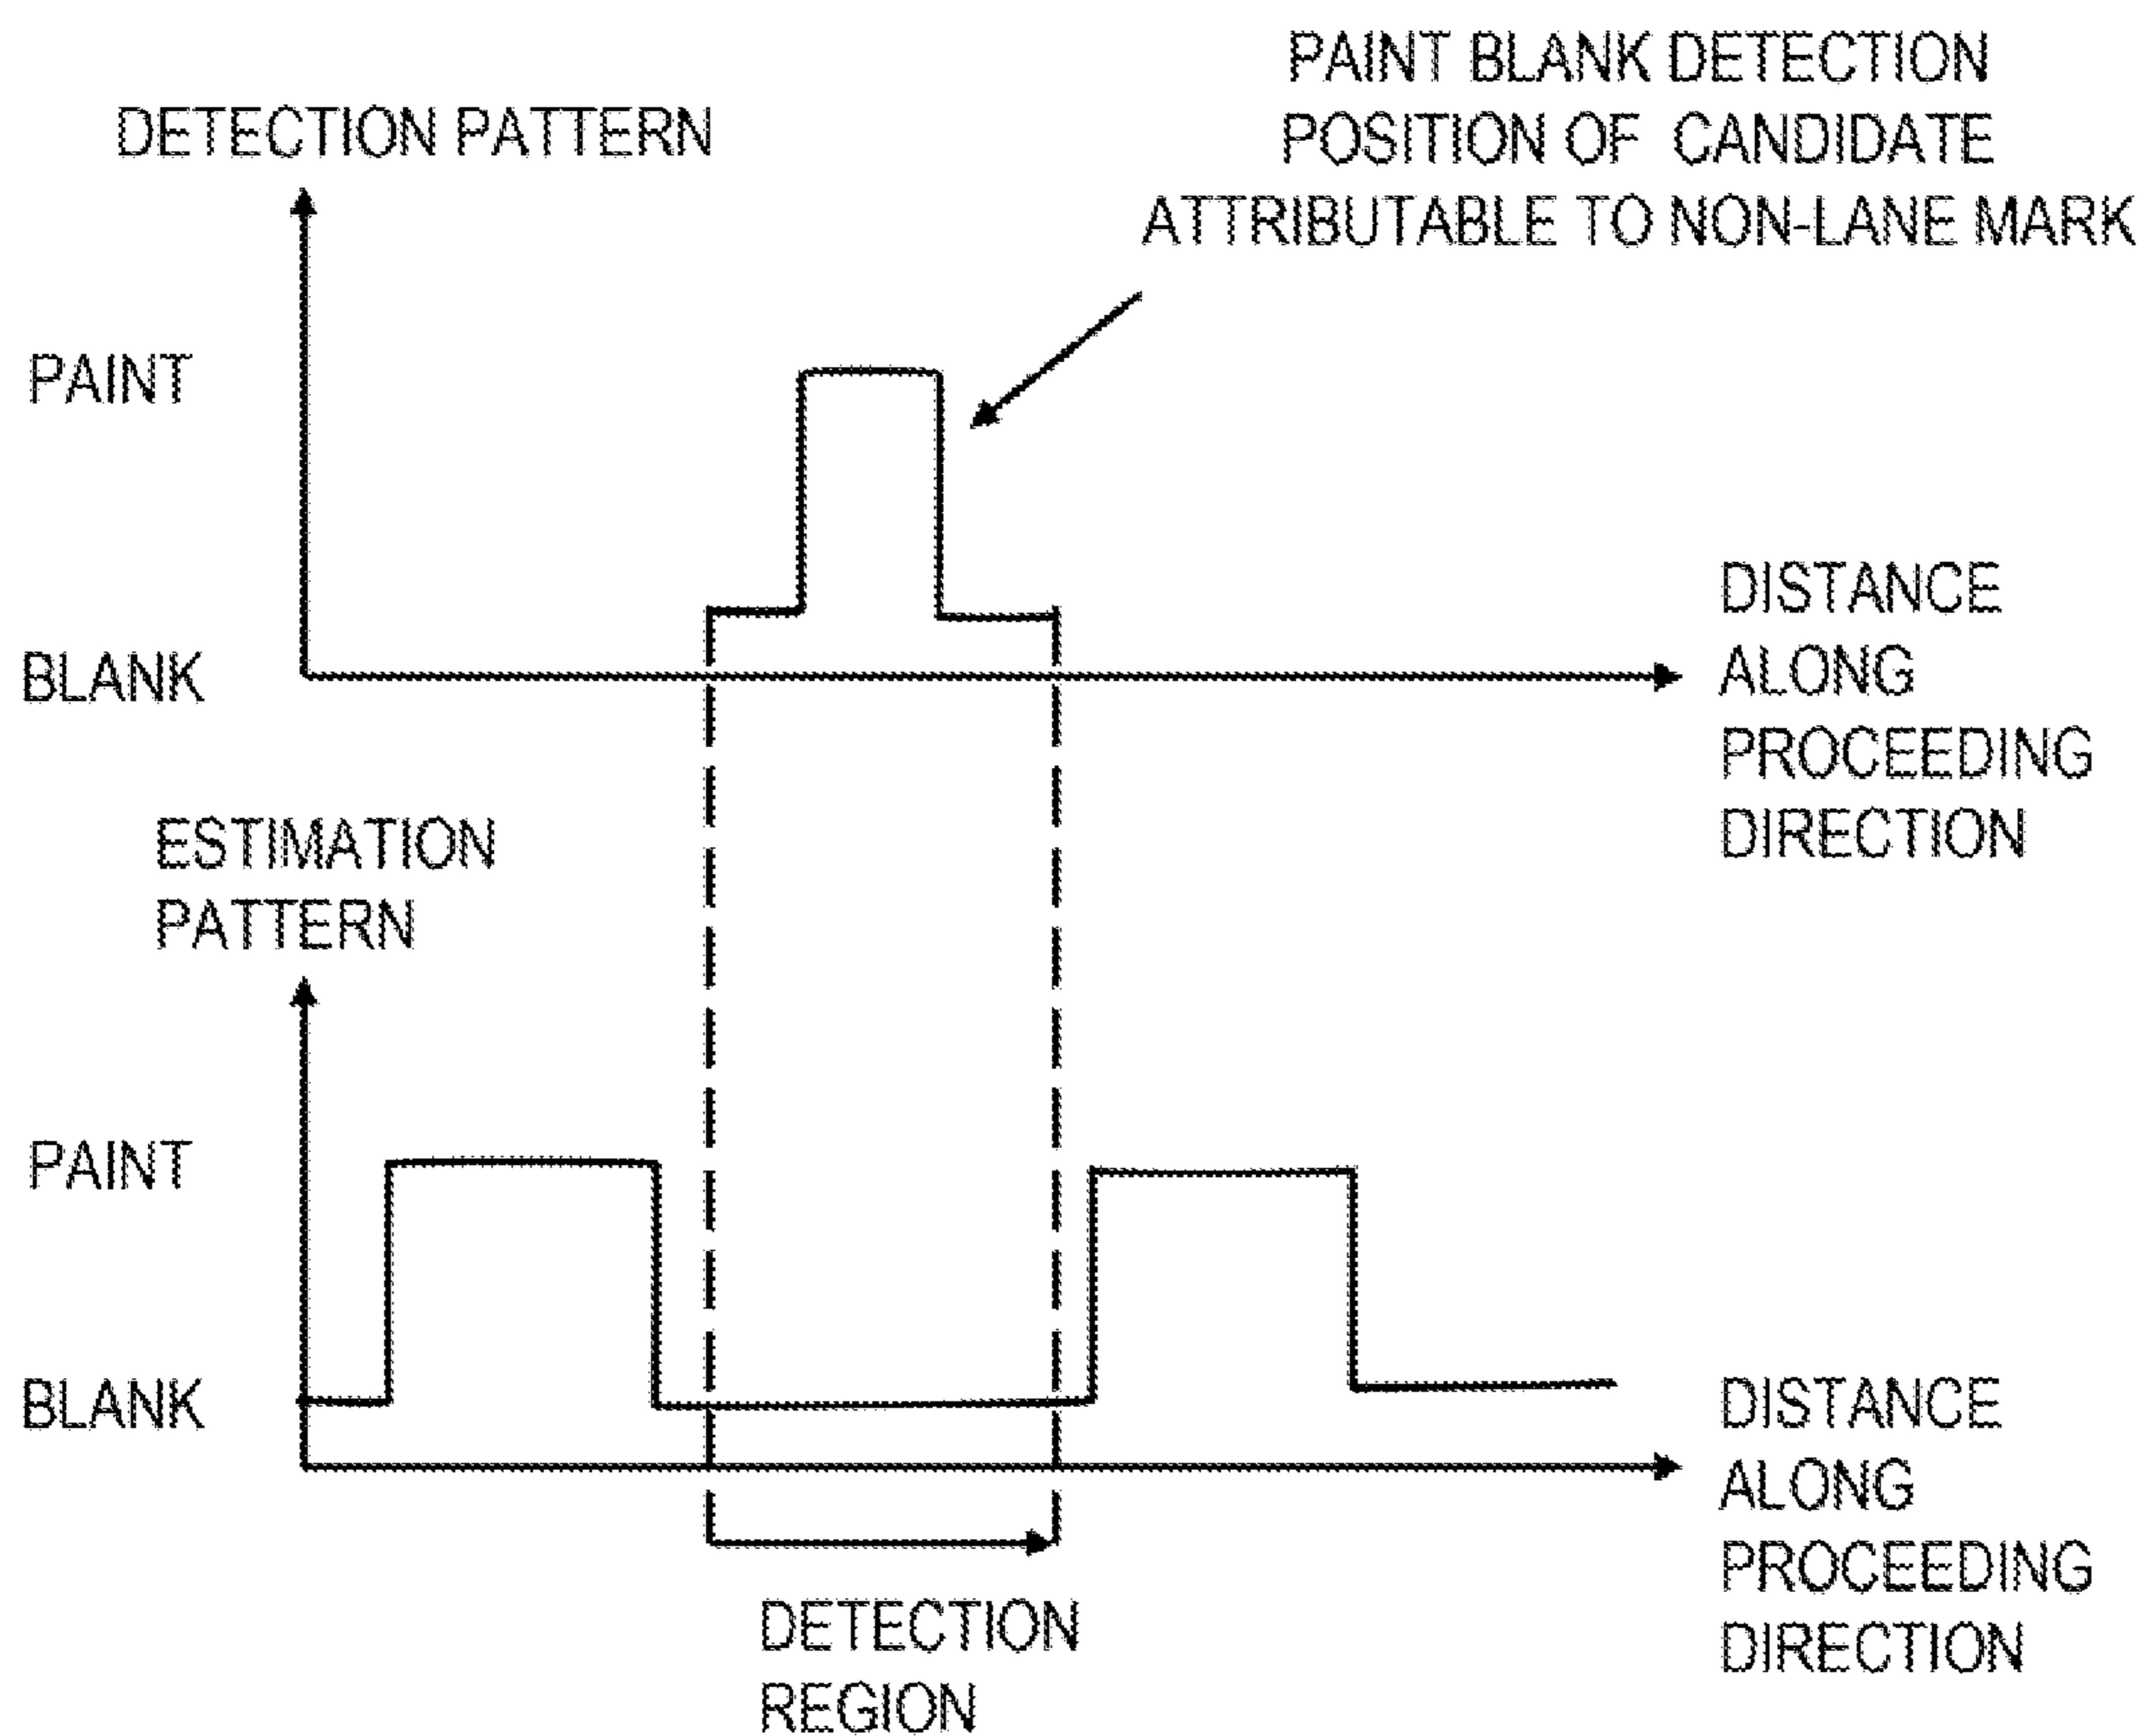 PAINT BLANK DETECTION
POSITION OF CANDIDATE
ATTRIBUTABLE TO NON-LANE MARK
DETECTION PATTERN
PAINT
BLANK
DISTANCE
ALONG
PROCEEDING
DIRECTION
ESTIMATION
PATTERN
PAINT
BLANK
DISTANCE
ALONG
PROCEEDING
DIRECTION
DETECTION
REGION